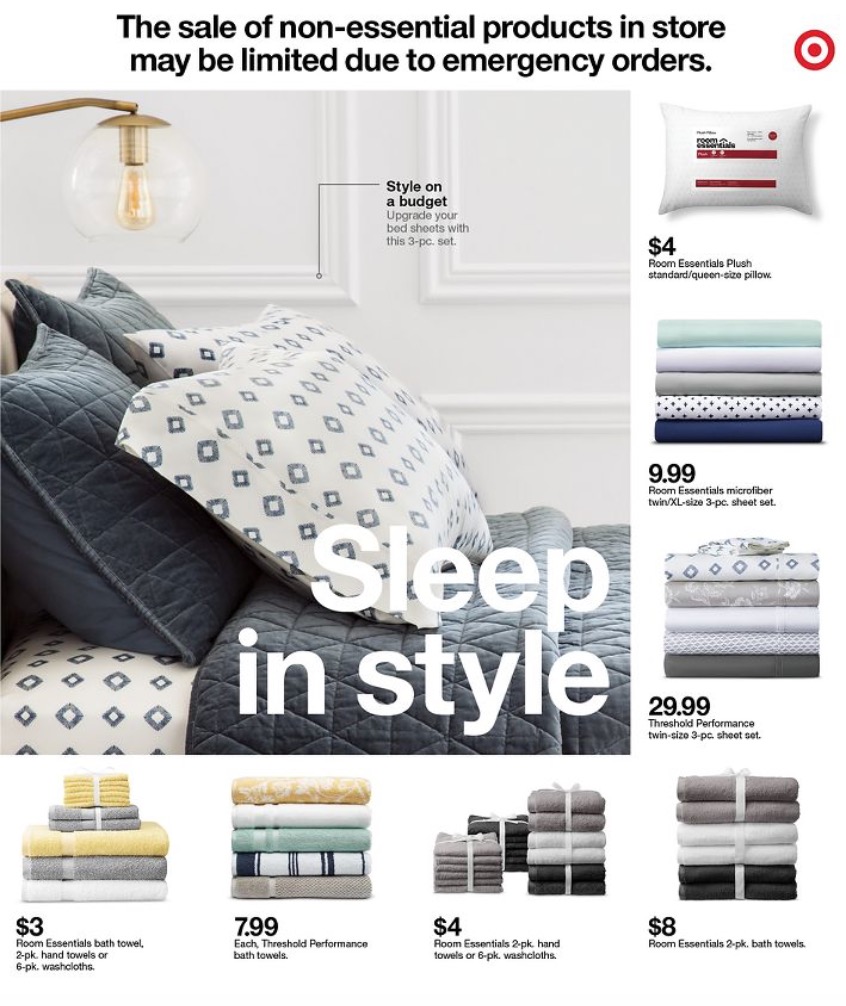 The sale of non-essential products in store
may be limited due to emergency orders.
Style on
a budget
Upgrade your
bed sheets with
this 3-pc. set.
Sleep
in style
room
essentials
$4
Room Essentials Plush
standard/queen-size pillow.
9.99
Room Essentials microfiber
twin/XL-size 3-pc. sheet set.
29.99
Threshold Performance
twin-size 3-pc. sheet set.
$3
Room Essentials bath towel,
2-pk. hand towels or
6-pk. washcloths.
7.99
Each, Threshold Performance
bath towels.
$4
Room Essentials 2-pk. hand
towels or 6-pk. washcloths.
$8
Room Essentials 2-pk. bath towels.